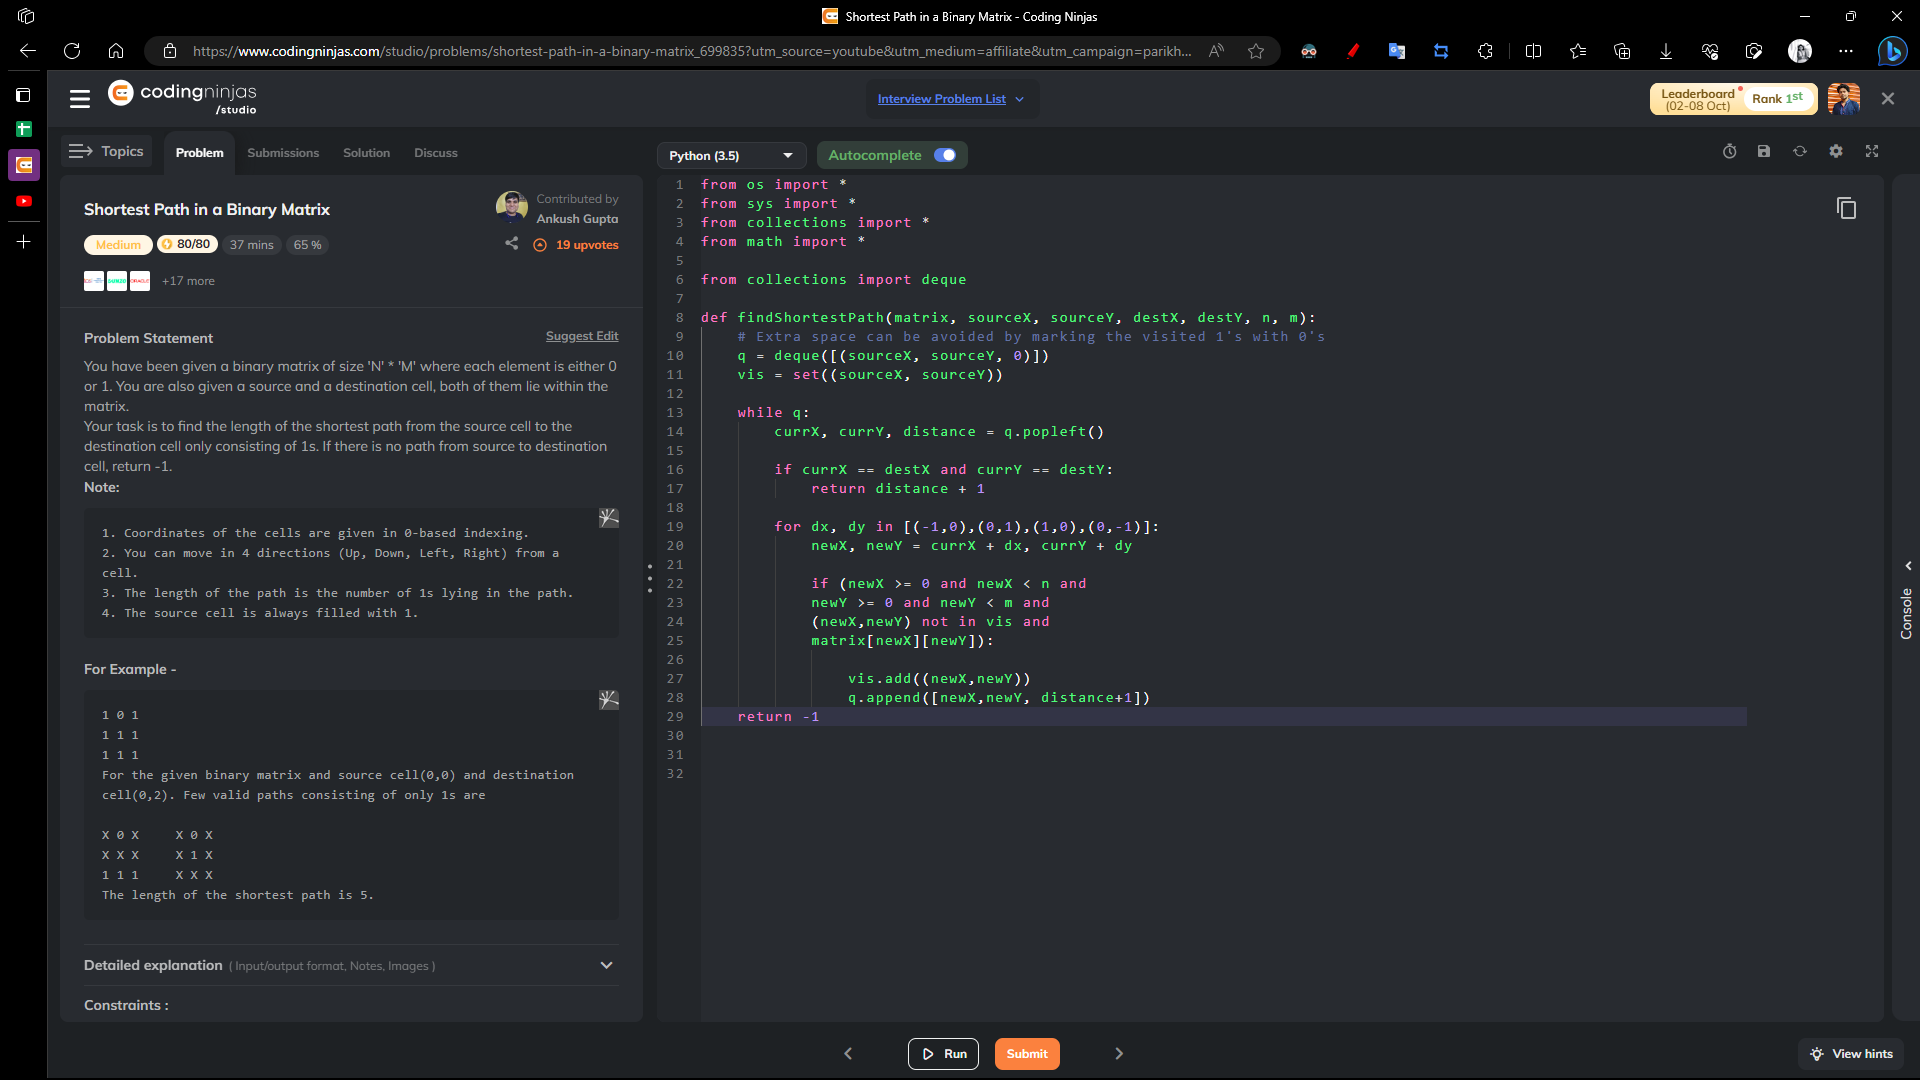 Shortest Path in a Binary Matrix - Coding Ninjas
https://www.codingninjas.com/studio/problems/shortest-path-in-a-binary-matrix_699835?utm_source=youtube&utm_medium=affiliate&utm_campaign=parikh...
codingninjas
/studio
Interview Problem List
Leaderboard
(02-08 Oct)
Rank 1st
Topics
Problem
Submissions
Solution
Discuss
Python (3.5)
Autocomplete
Shortest Path in a Binary Matrix
Contributed by
Ankush Gupta
Medium
80/80
37 mins
65 %
19 upvotes
+17 more
Problem Statement
Suggest Edit
You have been given a binary matrix of size 'N' * 'M' where each element is either 0
or 1. You are also given a source and a destination cell, both of them lie within the
matrix.
Your task is to find the length of the shortest path from the source cell to the
destination cell only consisting of 1s. If there is no path from source to destination
cell, return -1.
Note:
1. Coordinates of the cells are given in 0-based indexing.
2. You can move in 4 directions (Up, Down, Left, Right) from a
cell.
3. The length of the path is the number of 1s lying in the path.
4. The source cell is always filled with 1.
For Example -
1 0 1
1 1 1
1 1 1
For the given binary matrix and source cell(0,0) and destination
cell(0,2). Few valid paths consisting of only 1s are
X 0 X     X 0 X
X X X     X 1 X
1 1 1     X X X
The length of the shortest path is 5.
Detailed explanation ( Input/output format, Notes, Images )
Constraints :
1 from os import *
2 from sys import *
3 from collections import *
4 from math import *
5
6 from collections import deque
7
8 def findShortestPath(matrix, sourceX, sourceY, destX, destY, n, m):
9     # Extra space can be avoided by marking the visited 1's with 0's
10     q = deque([(sourceX, sourceY, 0)])
11     vis = set((sourceX, sourceY))
12
13     while q:
14         currX, currY, distance = q.popleft()
15
16         if currX == destX and currY == destY:
17             return distance + 1
18
19         for dx, dy in [(-1,0),(0,1),(1,0),(0,-1)]:
20             newX, newY = currX + dx, currY + dy
21
22             if (newX >= 0 and newX < n and
23             newY >= 0 and newY < m and
24             (newX,newY) not in vis and
25             matrix[newX][newY]):
26
27                 vis.add((newX,newY))
28                 q.append([newX,newY, distance+1])
29     return -1
30
31
32
Console
Run
Submit
View hints